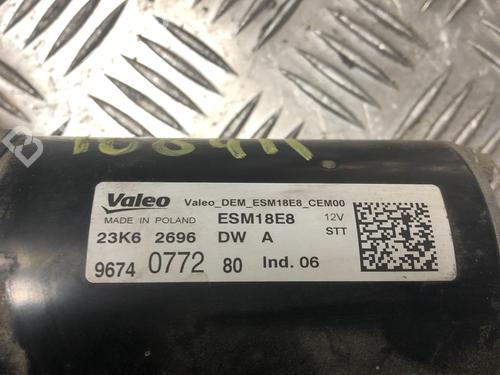 Valeo Valeo_DEM_ESM18E8_CEM00
MADE IN POLAND ESM18E8 12V
23K6 2696 DW A STT
9674 0772 80 Ind. 06